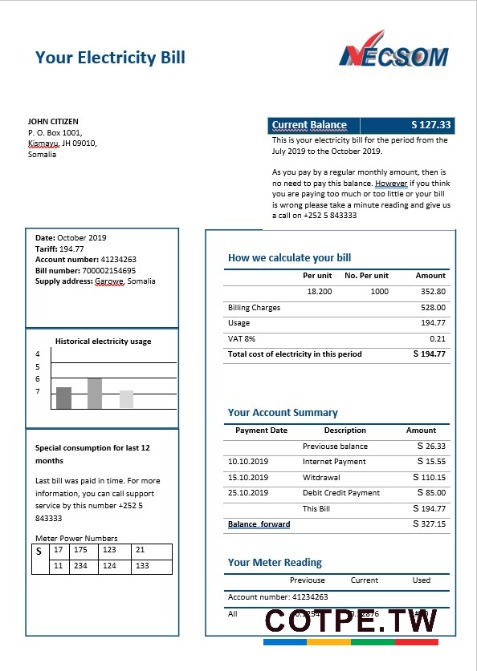 Your Electricity Bill
NECSOM
JOHN CITIZEN
P. O. Box 1001,
Kismayu, JH 09010,
Somalia
Current Balance S 127.33
This is your electricity bill for the period from the
July 2019 to the October 2019.
As you pay by a regular monthly amount, then is
no need to pay this balance. However if you think
you are paying too much or too little or your bill
is wrong please take a minute reading and give us
a call on +252 5 843333
Date: October 2019
Tariff: 194.77
Account number: 41234263
Bill number: 700002154695
Supply address: Garowe, Somalia
Historical electricity usage
4
5
6
7
Special consumption for last 12
months
Last bill was paid in time. For more
information, you can call support
service by this number +252 5
843333
Meter Power Numbers
S 17 175 123 21
11 234 124 133
How we calculate your bill
Per unit No. Per unit Amount
18.200 1000 352.80
Billing Charges 528.00
Usage 194.77
VAT 8% 0.21
Total cost of electricity in this period S 194.77
Your Account Summary
Payment Date Description Amount
Previouse balance S 26.33
10.10.2019 Internet Payment S 15.55
15.10.2019 Witdrawal S 110.15
25.10.2019 Debit Credit Payment S 85.00
This Bill S 194.77
Balance forward S 327.15
Your Meter Reading
Previouse Current Used
Account number: 41234263
All
COTPE.TW